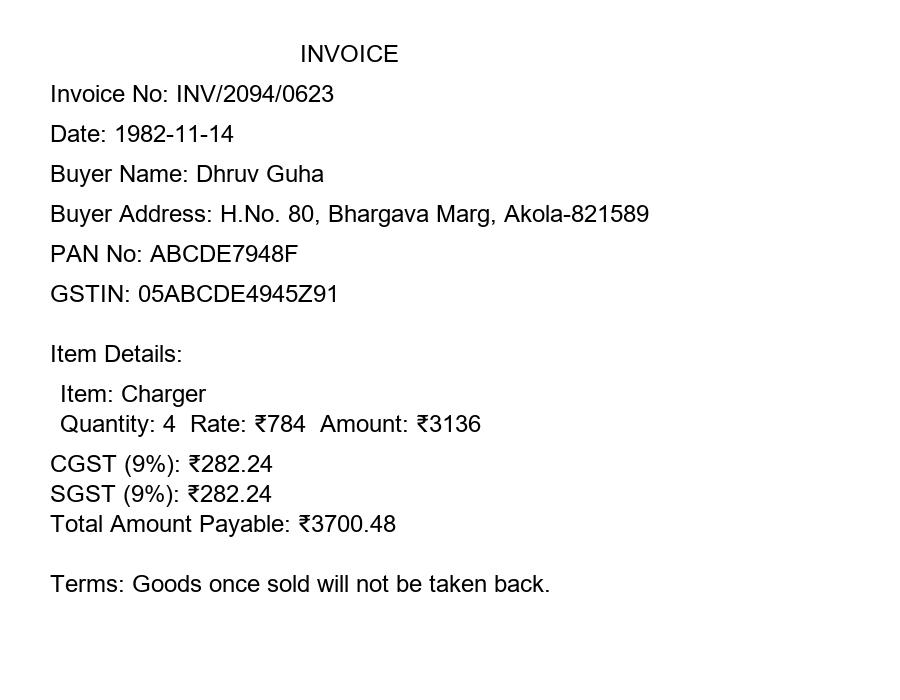 INVOICE
Invoice No: INV/2094/0623
Date: 1982-11-14
Buyer Name: Dhruv Guha
Buyer Address: H.No. 80, Bhargava Marg, Akola-821589
PAN No: ABCDE7948F
GSTIN: 05ABCDE4945Z91
Item Details:
Item: Charger
Quantity: 4  Rate: ₹784  Amount: ₹3136
CGST (9%): ₹282.24
SGST (9%): ₹282.24
Total Amount Payable: ₹3700.48
Terms: Goods once sold will not be taken back.